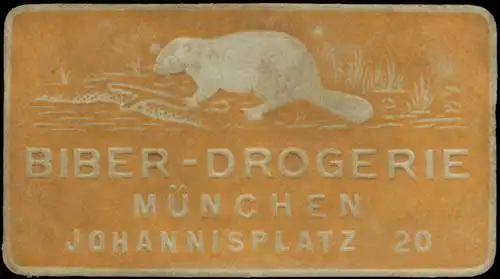 BIBER-DROGERIE
MÜNCHEN
JOHANNISPLATZ 20